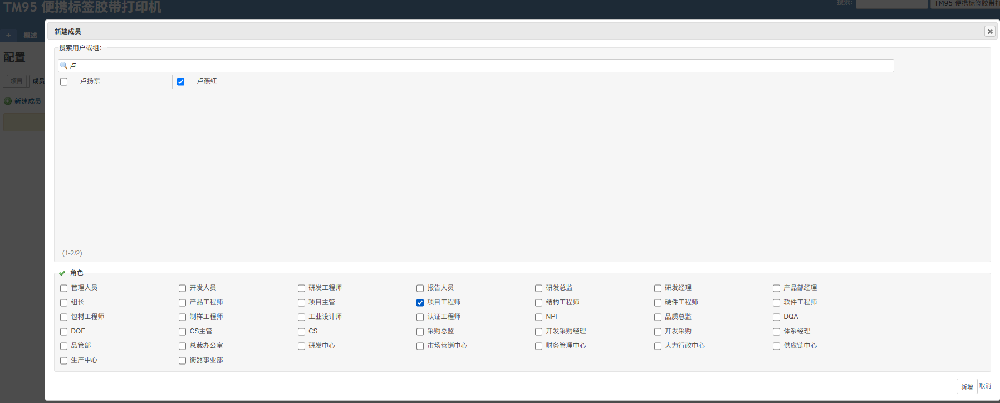 TM95 便携标签胶带打印机
搜索:
TM95 便携标签胶带打
+ 概述
配置
项目 成员
新建成员
新建成员
搜索用户或组:
卢
卢扬东 卢燕红
(1-2/2)
角色
管理人员 开发人员 研发工程师 报告人员 研发总监 研发经理 产品部经理
组长 产品工程师 项目主管 项目工程师 结构工程师 硬件工程师 软件工程师
包材工程师 制样工程师 工业设计师 认证工程师 NPI 品质总监 DQA
DQE CS主管 CS 采购总监 开发采购经理 开发采购 体系经理
品管部 总裁办公室 研发中心 市场营销中心 财务管理中心 人力行政中心 供应链中心
生产中心 衡器事业部
新增 取消